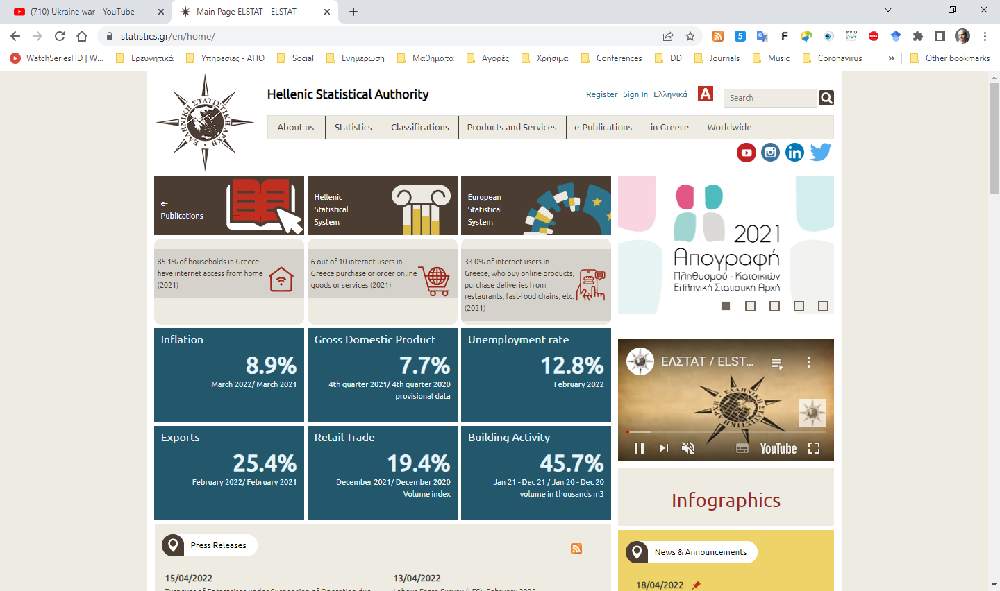 (710) Ukraine war - YouTube
Main Page ELSTAT - ELSTAT
statistics.gr/en/home/
WatchSeriesHD | W...
Ερευνητικά
Υπηρεσίες - ΑΠΘ
Social
Ενημέρωση
Μαθήματα
Αγορές
Χρήσιμα
Conferences
DD
Journals
Music
Coronavirus
»
Other bookmarks
ΕΛΛΗΝΙΚΗ ΣΤΑΤΙΣΤΙΚΗ ΑΡΧΗ
Hellenic Statistical Authority
Register Sign In Ελληνικά
A
Search
About us
Statistics
Classifications
Products and Services
e-Publications
in Greece
Worldwide
e-
Publications
Hellenic
Statistical
System
European
Statistical
System
2021
Απογραφή
Πληθυσμού - Κατοικιών
Ελληνική Στατιστική Αρχή
85.1% of households in Greece
have internet access from home
(2021)
6 out of 10 internet users in
Greece purchase or order online
goods or services (2021)
33.0% of internet users in
Greece, who buy online products,
purchase deliveries from
restaurants, fast-food chains, etc.
(2021)
Inflation
8.9%
March 2022/ March 2021
Gross Domestic Product
7.7%
4th quarter 2021/ 4th quarter 2020
provisional data
Unemployment rate
12.8%
February 2022
Exports
25.4%
February 2022/ February 2021
Retail Trade
19.4%
December 2021/ December 2020
Volume index
Building Activity
45.7%
Jan 21 - Dec 21 / Jan 20 - Dec 20
volume in thousands m3
ΕΛΣΤΑΤ / ELST...
YouTube
Infographics
Press Releases
15/04/2022
13/04/2022
News & Announcements
18/04/2022